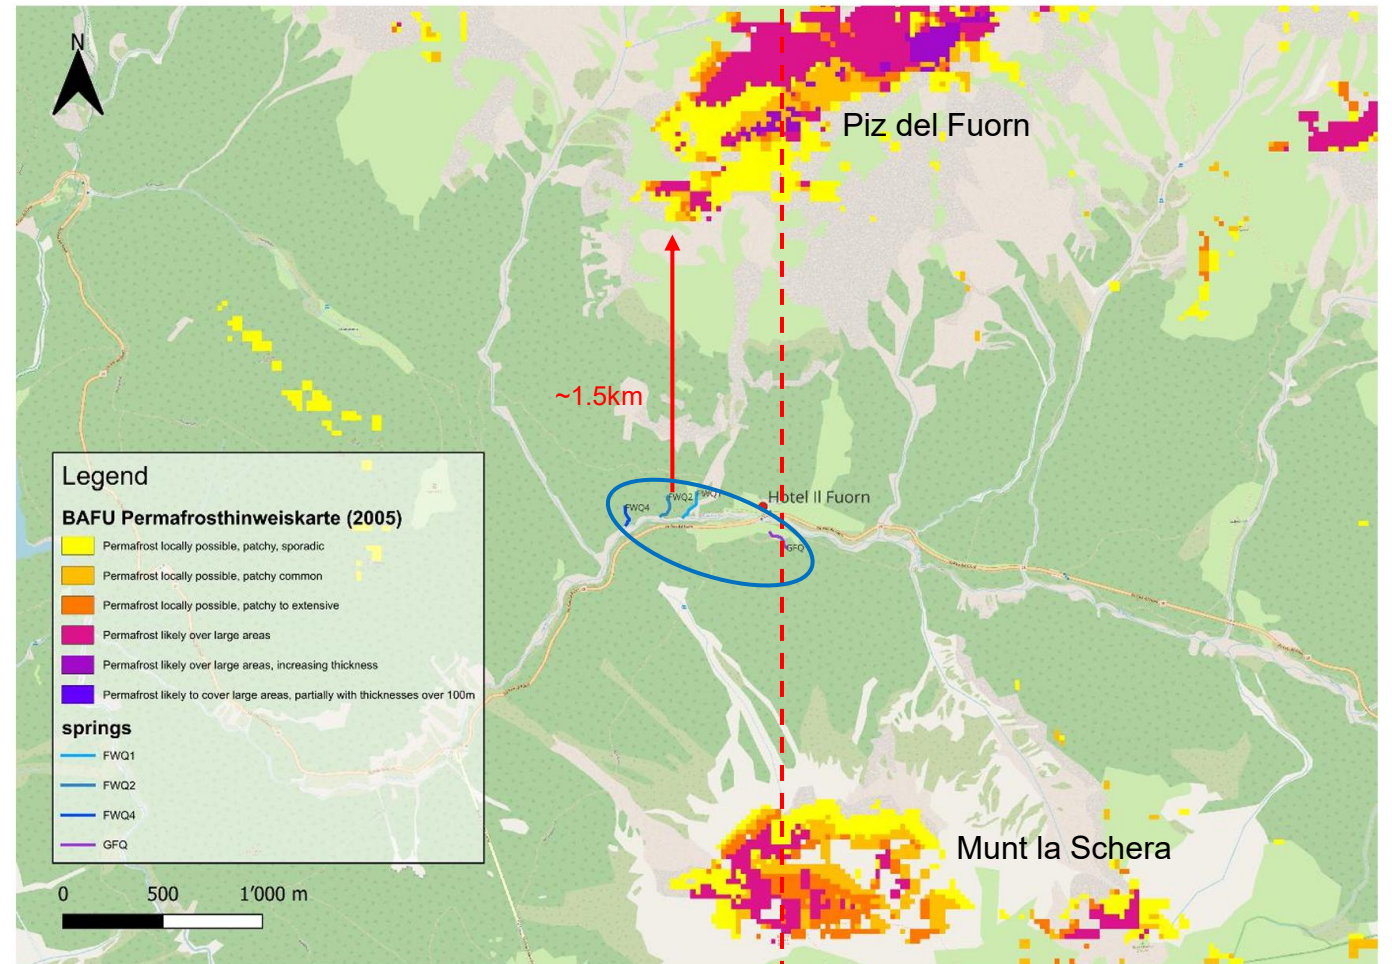 N
Piz del Fuorn
~1.5km
FWQ2
FWQ1
Hotel Il Fuorn
FWQ4
GFQ
Legend
BAFU Permafrosthinweiskarte (2005)
Permafrost locally possible, patchy, sporadic
Permafrost locally possible, patchy common
Permafrost locally possible, patchy to extensive
Permafrost likely over large areas
Permafrost likely over large areas, increasing thickness
Permafrost likely to cover large areas, partially with thicknesses over 100m
springs
FWQ1
FWQ2
FWQ4
GFQ
Munt la Schera
0 500 1'000 m